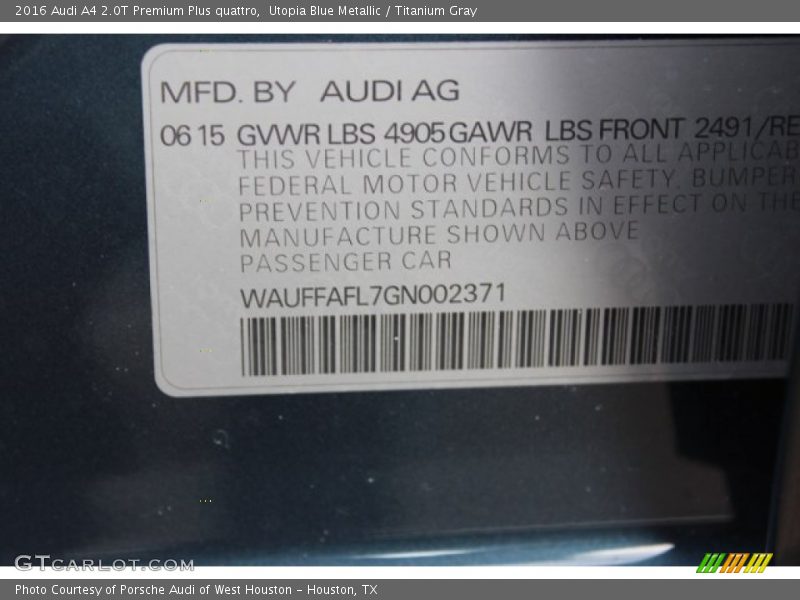 2016 Audi A4 2.0T Premium Plus quattro,  Utopia Blue Metallic / Titanium Gray
MFD. BY AUDI AG
06 15 GVWR LBS 4905 GAWR LBS FRONT 2491/RE
THIS VEHICLE CONFORMS TO ALL APPLICAB
FEDERAL MOTOR VEHICLE SAFETY. BUMPER
PREVENTION STANDARDS IN EFFECT ON THE
MANUFACTURE SHOWN ABOVE
PASSENGER CAR
WAUFFAFL7GN002371
GTCARLOT.COM
Photo Courtesy of Porsche Audi of West Houston - Houston, TX